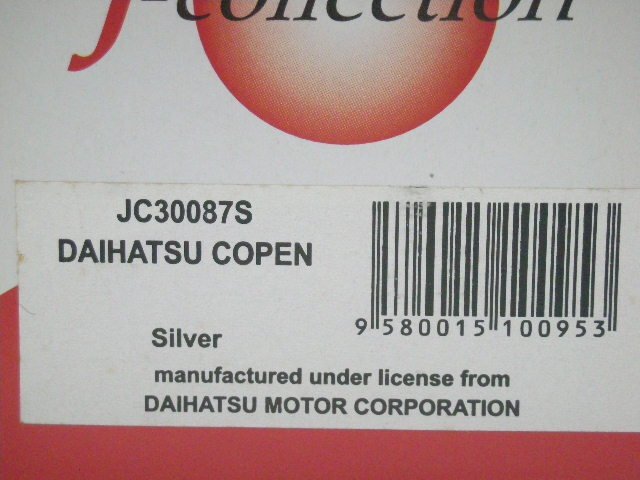 J-collection
JC30087S
DAIHATSU COPEN
Silver
9 580015 100953
manufactured under license from
DAIHATSU MOTOR CORPORATION